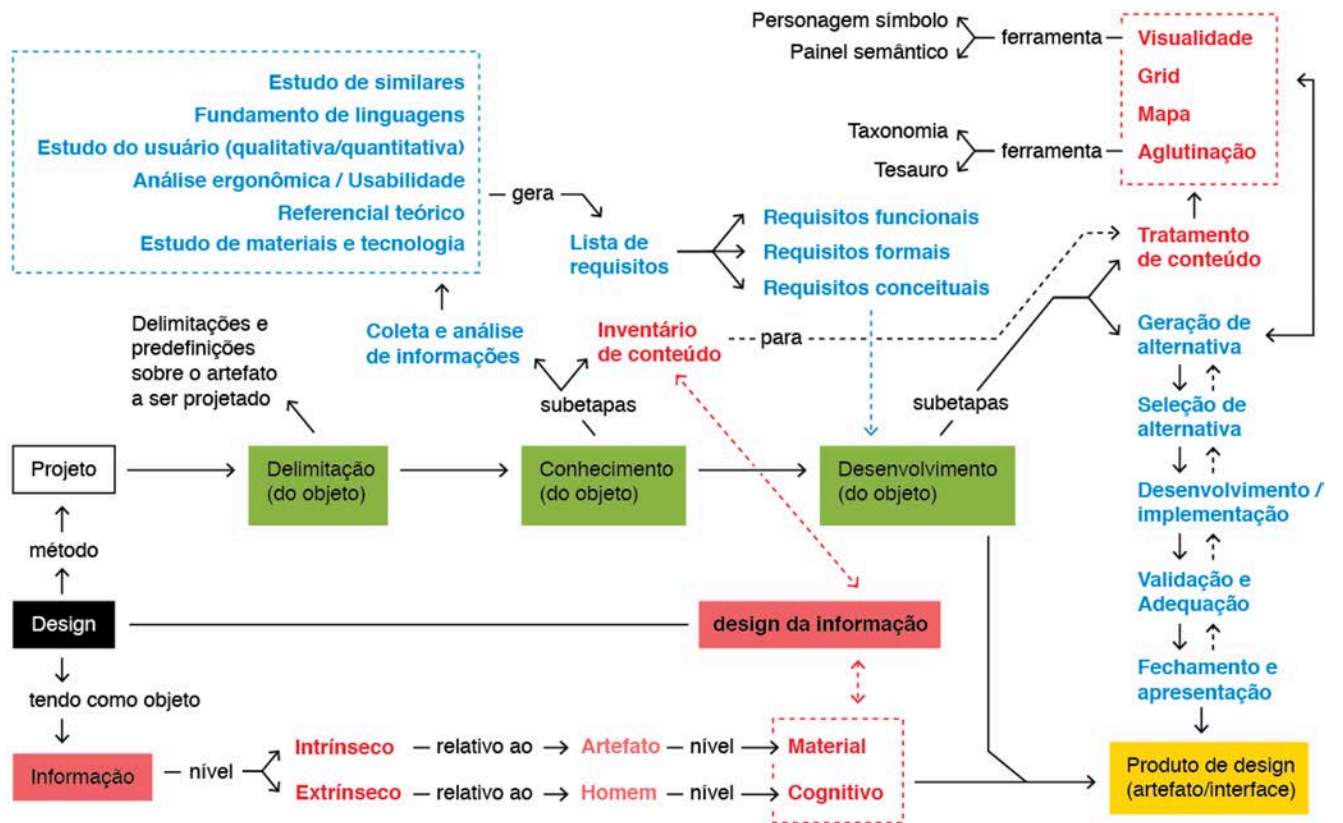 Personagem símbolo
Painel semântico
ferramenta
Visualidade
Grid
Mapa
Aglutinação
Taxonomia
Tesauro
ferramenta
Estudo de similares
Fundamento de linguagens
Estudo do usuário (qualitativa/quantitativa)
Análise ergonômica / Usabilidade
Referencial teórico
Estudo de materiais e tecnologia
gera
Lista de
requisitos
Requisitos funcionais
Requisitos formais
Requisitos conceituais
Tratamento
de conteúdo
Delimitações e
predefinições
sobre o artefato
a ser projetado
Coleta e análise
de informações
Inventário
de conteúdo
para
Geração de
alternativa
subetapas
subetapas
Seleção de
alternativa
Projeto
Delimitação
(do objeto)
Conhecimento
(do objeto)
Desenvolvimento
(do objeto)
Desenvolvimento /
implementação
método
Validação e
Adequação
Design
design da informação
Fechamento e
apresentação
tendo como objeto
Informação
nível
Intrínseco
relativo ao
Artefato
nível
Material
Extrínseco
relativo ao
Homem
nível
Cognitivo
Produto de design
(artefato/interface)